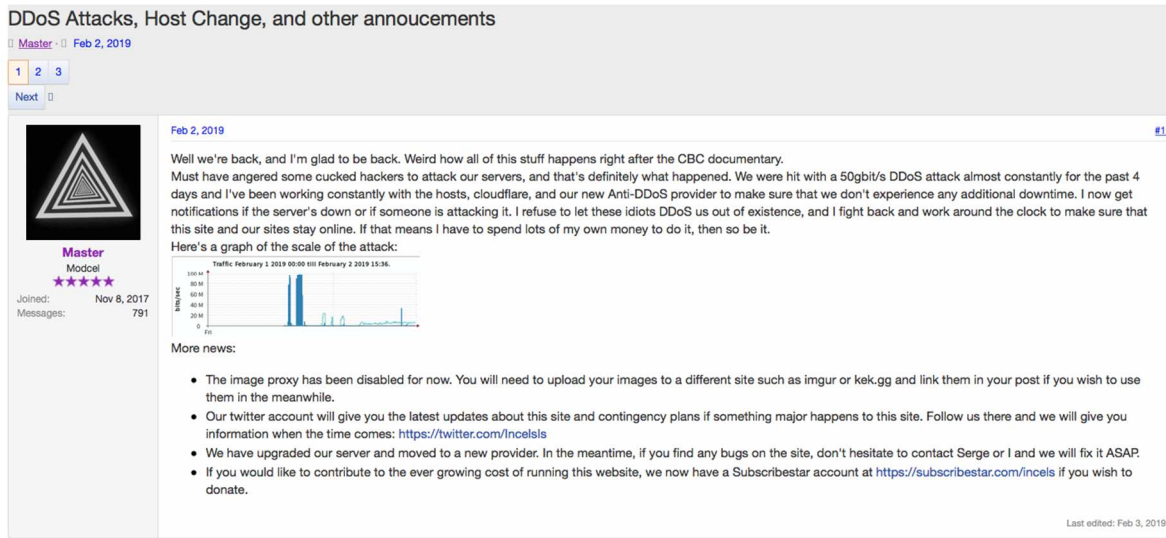 DDoS Attacks, Host Change, and other annoucements
Master · Feb 2, 2019
1 2 3
Next
Feb 2, 2019 #1
Well we're back, and I'm glad to be back. Weird how all of this stuff happens right after the CBC documentary.
Must have angered some cucked hackers to attack our servers, and that's definitely what happened. We were hit with a 50gbit/s DDoS attack almost constantly for the past 4
days and I've been working constantly with the hosts, cloudflare, and our new Anti-DDoS provider to make sure that we don't experience any additional downtime. I now get
notifications if the server's down or if someone is attacking it. I refuse to let these idiots DDoS us out of existence, and I fight back and work around the clock to make sure that
this site and our sites stay online. If that means I have to spend lots of my own money to do it, then so be it.
Here's a graph of the scale of the attack:
Master
Modcel
Joined: Nov 8, 2017
Messages: 791
Traffic February 1 2019 00:00 till February 2 2019 15:36.
bits/sec
100 M
80 M
60 M
40 M
20 M
0
Fri
More news:
• The image proxy has been disabled for now. You will need to upload your images to a different site such as imgur or kek.gg and link them in your post if you wish to use
them in the meanwhile.
• Our twitter account will give you the latest updates about this site and contingency plans if something major happens to this site. Follow us there and we will give you
information when the time comes: https://twitter.com/IncelsIs
• We have upgraded our server and moved to a new provider. In the meantime, if you find any bugs on the site, don't hesitate to contact Serge or I and we will fix it ASAP.
• If you would like to contribute to the ever growing cost of running this website, we now have a Subscribestar account at https://subscribestar.com/incels if you wish to
donate.
Last edited: Feb 3, 2019